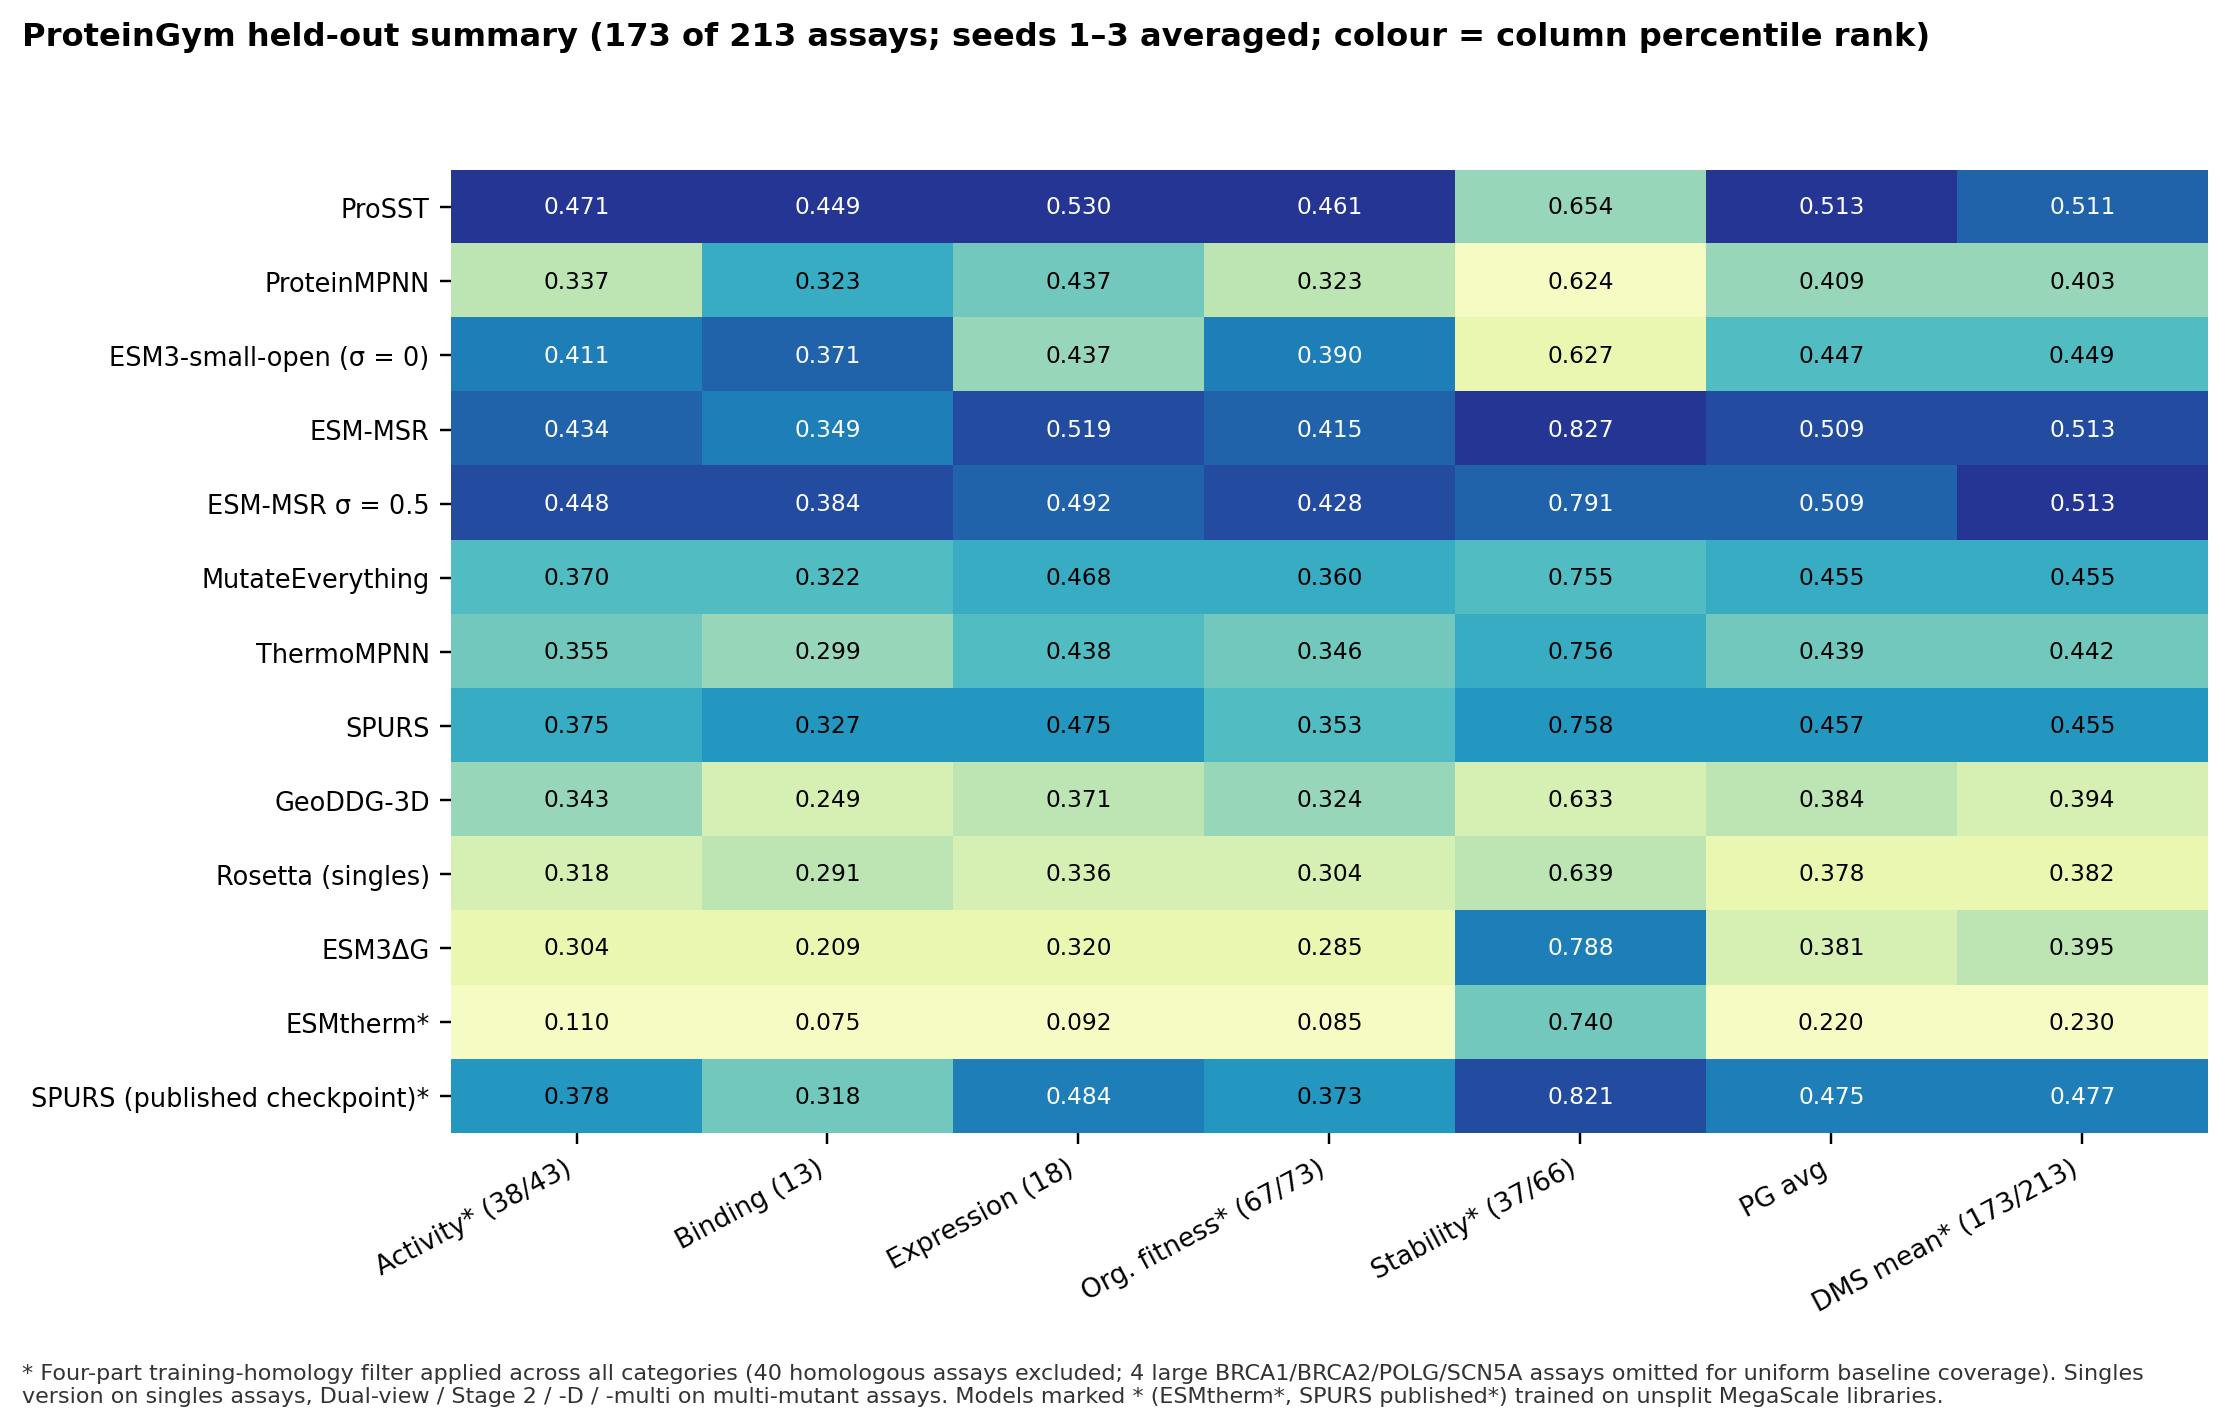 ProteinGym held-out summary (173 of 213 assays; seeds 1–3 averaged; colour = column percentile rank)
ProSST 0.471 0.449 0.530 0.461 0.654 0.513 0.511
ProteinMPNN 0.337 0.323 0.437 0.323 0.624 0.409 0.403
ESM3-small-open (σ = 0) 0.411 0.371 0.437 0.390 0.627 0.447 0.449
ESM-MSR 0.434 0.349 0.519 0.415 0.827 0.509 0.513
ESM-MSR σ = 0.5 0.448 0.384 0.492 0.428 0.791 0.509 0.513
MutateEverything 0.370 0.322 0.468 0.360 0.755 0.455 0.455
ThermoMPNN 0.355 0.299 0.438 0.346 0.756 0.439 0.442
SPURS 0.375 0.327 0.475 0.353 0.758 0.457 0.455
GeoDDG-3D 0.343 0.249 0.371 0.324 0.633 0.384 0.394
Rosetta (singles) 0.318 0.291 0.336 0.304 0.639 0.378 0.382
ESM3ΔG 0.304 0.209 0.320 0.285 0.788 0.381 0.395
ESMtherm* 0.110 0.075 0.092 0.085 0.740 0.220 0.230
SPURS (published checkpoint)* 0.378 0.318 0.484 0.373 0.821 0.475 0.477
Activity* (38/43) Binding (13) Expression (18) Org. fitness* (67/73) Stability* (37/66) PG avg DMS mean* (173/213)
* Four-part training-homology filter applied across all categories (40 homologous assays excluded; 4 large BRCA1/BRCA2/POLG/SCN5A assays omitted for uniform baseline coverage). Singles
version on singles assays, Dual-view / Stage 2 / -D / -multi on multi-mutant assays. Models marked * (ESMtherm*, SPURS published*) trained on unsplit MegaScale libraries.